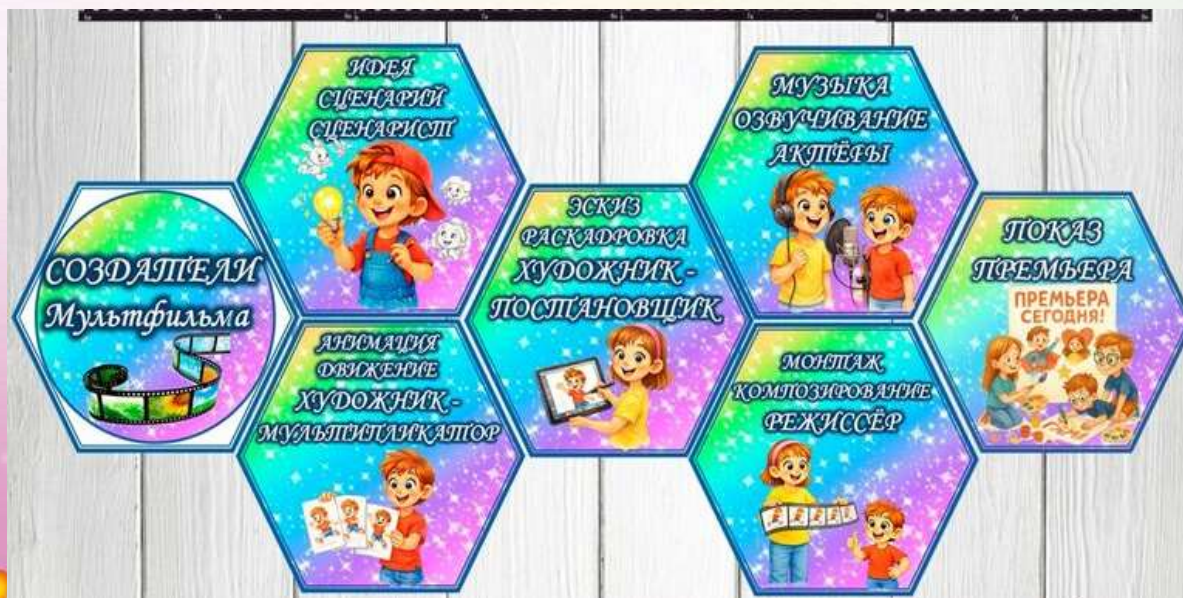 СОЗДАТЕЛИ
Мультфильма
ИДЕЯ
СЦЕНАРИЙ
СЦЕНАРИСТ
АНИМАЦИЯ
ДВИЖЕНИЕ
ХУДОЖНИК -
МУЛЬТИПЛИКАТОР
ЭСКИЗ
РАСКАДРОВКА
ХУДОЖНИК -
ПОСТАНОВЩИК
МУЗЫКА
ОЗВУЧИВАНИЕ
АКТЁРЫ
МОНТАЖ
КОМПОЗИРОВАНИЕ
РЕЖИССЁР
ПОКАЗ
ПРЕМЬЕРА
ПРЕМЬЕРА
СЕГОДНЯ!